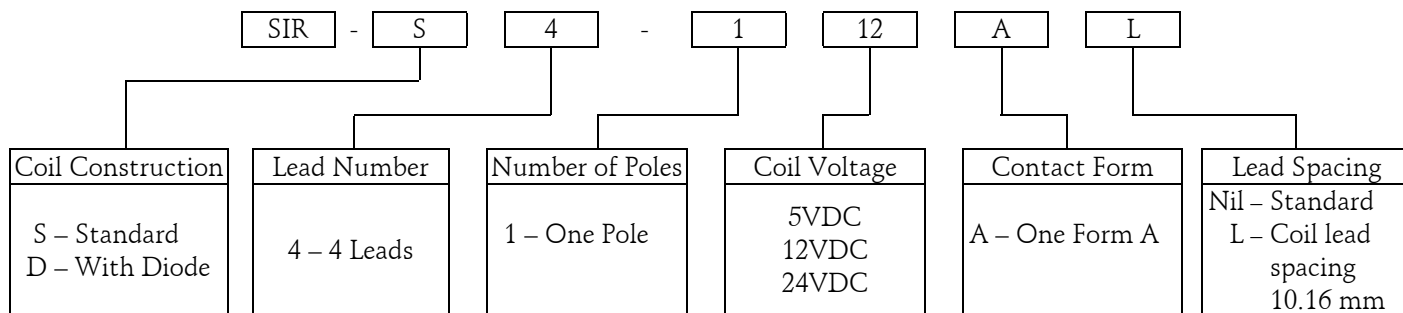 SIR - S 4 - 1 12 A L
Coil Construction
S – Standard
D – With Diode
Lead Number
4 – 4 Leads
Number of Poles
1 – One Pole
Coil Voltage
5VDC
12VDC
24VDC
Contact Form
A – One Form A
Lead Spacing
Nil – Standard
L – Coil lead
spacing
10.16 mm